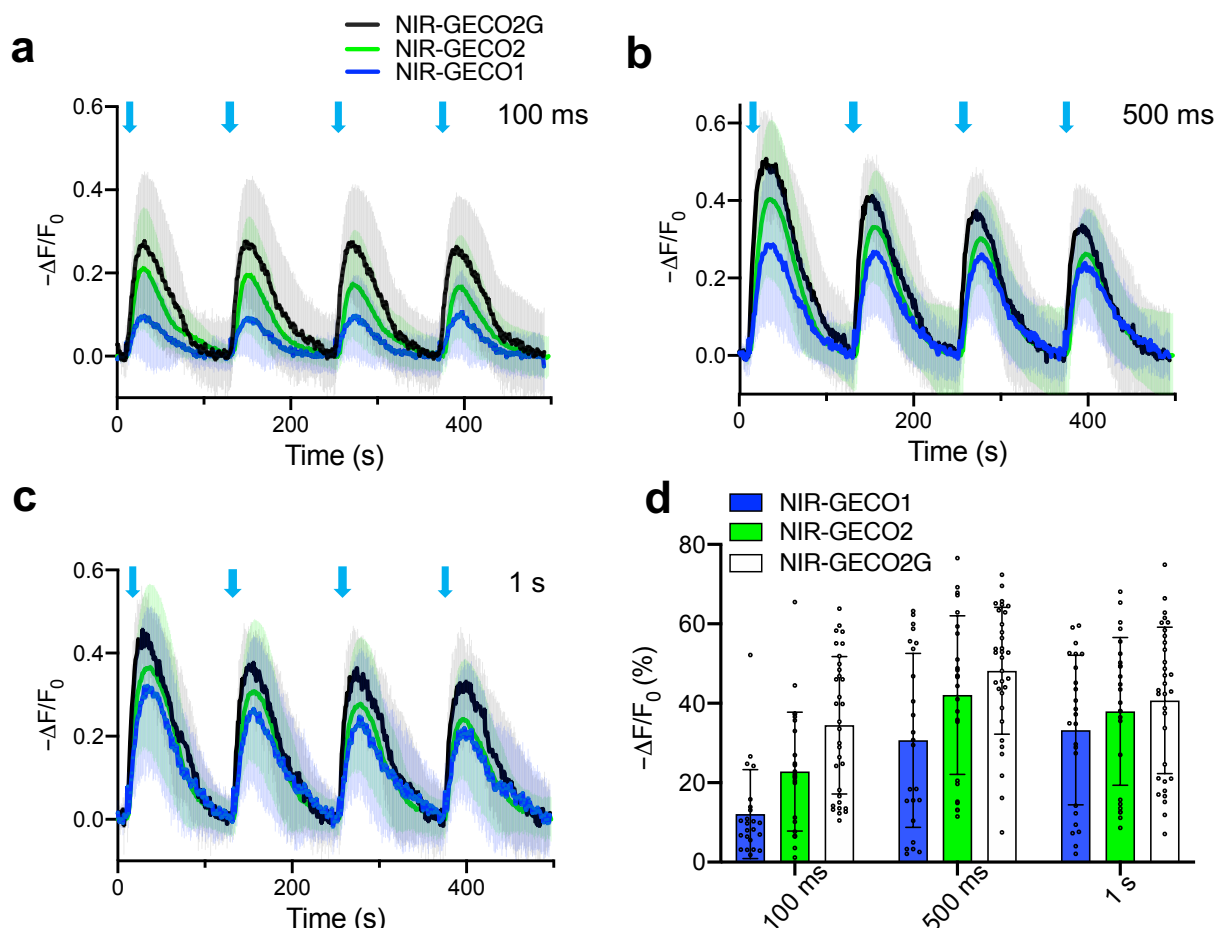 a
NIR-GECO2G
NIR-GECO2
NIR-GECO1
100 ms
0.6
0.4
0.2
0.0
−ΔF/F0
0
200
400
Time (s)
b
500 ms
0.6
0.4
0.2
0.0
−ΔF/F0
0
200
400
Time (s)
c
1 s
0.6
0.4
0.2
0.0
−ΔF/F0
0
200
400
Time (s)
d
NIR-GECO1
NIR-GECO2
NIR-GECO2G
80
60
40
20
0
−ΔF/F0 (%)
100 ms
500 ms
1 s